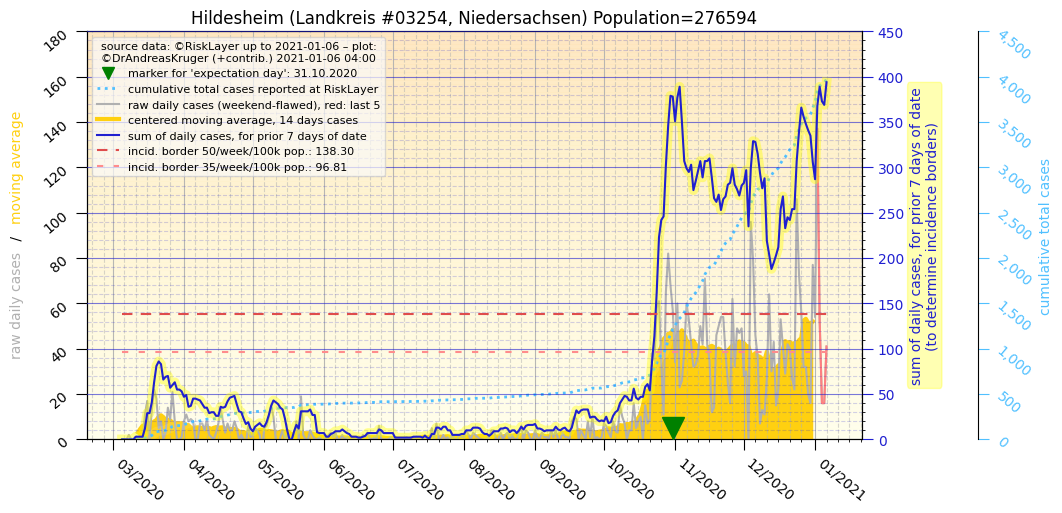 Hildesheim (Landkreis #03254, Niedersachsen) Population=276594
source data: ©RiskLayer up to 2021-01-06 – plot:
©DrAndreasKruger (+contrib.) 2021-01-06 04:00
marker for 'expectation day': 31.10.2020
cumulative total cases reported at RiskLayer
raw daily cases (weekend-flawed), red: last 5
centered moving average, 14 days cases
sum of daily cases, for prior 7 days of date
incid. border 50/week/100k pop.: 138.30
incid. border 35/week/100k pop.: 96.81
raw daily cases / moving average
180
160
140
120
100
80
60
40
20
0
03/2020
04/2020
05/2020
06/2020
07/2020
08/2020
09/2020
10/2020
11/2020
12/2020
01/2021
450
400
350
300
250
200
150
100
50
0
sum of daily cases, for prior 7 days of date
(to determine incidence borders)
4,500
4,000
3,500
3,000
2,500
2,000
1,500
1,000
500
0
cumulative total cases